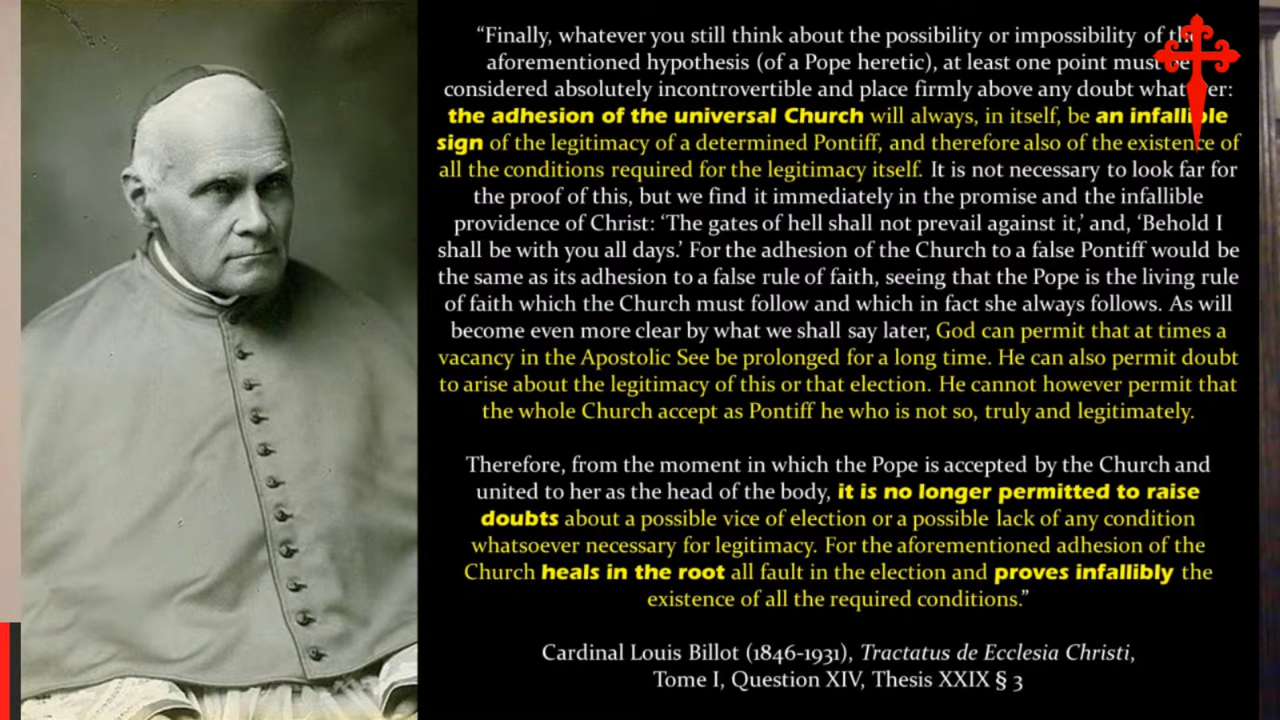 “Finally, whatever you still think about the possibility or impossibility of the
aforementioned hypothesis (of a Pope heretic), at least one point must be
considered absolutely incontrovertible and place firmly above any doubt whatever:
the adhesion of the universal Church will always, in itself, be an infallible
sign of the legitimacy of a determined Pontiff, and therefore also of the existence of
all the conditions required for the legitimacy itself. It is not necessary to look far for
the proof of this, but we find it immediately in the promise and the infallible
providence of Christ: ‘The gates of hell shall not prevail against it,’ and, ‘Behold I
shall be with you all days.’ For the adhesion of the Church to a false Pontiff would be
the same as its adhesion to a false rule of faith, seeing that the Pope is the living rule
of faith which the Church must follow and which in fact she always follows. As will
become even more clear by what we shall say later, God can permit that at times a
vacancy in the Apostolic See be prolonged for a long time. He can also permit doubt
to arise about the legitimacy of this or that election. He cannot however permit that
the whole Church accept as Pontiff he who is not so, truly and legitimately.
Therefore, from the moment in which the Pope is accepted by the Church and
united to her as the head of the body, it is no longer permitted to raise
doubts about a possible vice of election or a possible lack of any condition
whatsoever necessary for legitimacy. For the aforementioned adhesion of the
Church heals in the root all fault in the election and proves infallibly the
existence of all the required conditions.”
Cardinal Louis Billot (1846-1931), Tractatus de Ecclesia Christi,
Tome I, Question XIV, Thesis XXIX § 3